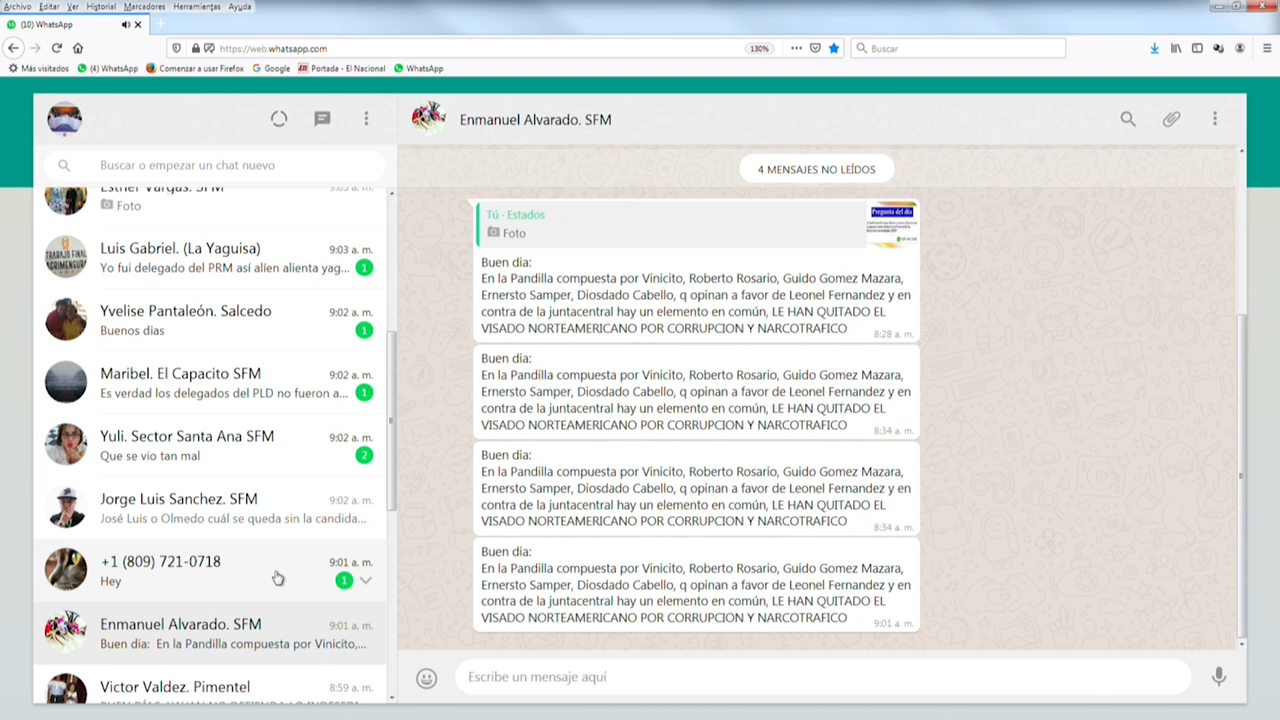 Archivo Editar Ver Historial Marcadores Herramientas Ayuda
(10) WhatsApp
https://web.whatsapp.com
130%
Buscar
Más visitados (4) WhatsApp Comenzar a usar Firefox Google Portada - El Nacional WhatsApp
Buscar o empezar un chat nuevo
Esther Vargas. SFM 9:03 a. m.
Foto
Luis Gabriel. (La Yaguisa) 9:03 a. m.
Yo fui delegado del PRM así alíen alienta yag... 1
Yvelise Pantaleón. Salcedo 9:02 a. m.
Buenos dias 1
Maribel. El Capacito SFM 9:02 a. m.
Es verdad los delegados del PLD no fueron a... 1
Yuli. Sector Santa Ana SFM 9:02 a. m.
Que se vio tan mal 2
Jorge Luis Sanchez. SFM 9:02 a. m.
José Luis o Olmedo cuál se queda sin la candida...
+1 (809) 721-0718 9:01 a. m.
Hey 1
Enmanuel Alvarado. SFM 9:01 a. m.
Buen dia: En la Pandilla compuesta por Vinicito,...
Victor Valdez. Pimentel 8:59 a. m.
Enmanuel Alvarado. SFM
4 MENSAJES NO LEÍDOS
Tú · Estados
Foto
Pregunta del día
Buen dia:
En la Pandilla compuesta por Vinicito, Roberto Rosario, Guido Gomez Mazara,
Ernersto Samper, Diosdado Cabello, q opinan a favor de Leonel Fernandez y en
contra de la juntacentral hay un elemento en común, LE HAN QUITADO EL
VISADO NORTEAMERICANO POR CORRUPCION Y NARCOTRAFICO 8:28 a. m.
Buen dia:
En la Pandilla compuesta por Vinicito, Roberto Rosario, Guido Gomez Mazara,
Ernersto Samper, Diosdado Cabello, q opinan a favor de Leonel Fernandez y en
contra de la juntacentral hay un elemento en común, LE HAN QUITADO EL
VISADO NORTEAMERICANO POR CORRUPCION Y NARCOTRAFICO 8:34 a. m.
Buen dia:
En la Pandilla compuesta por Vinicito, Roberto Rosario, Guido Gomez Mazara,
Ernersto Samper, Diosdado Cabello, q opinan a favor de Leonel Fernandez y en
contra de la juntacentral hay un elemento en común, LE HAN QUITADO EL
VISADO NORTEAMERICANO POR CORRUPCION Y NARCOTRAFICO 8:34 a. m.
Buen dia:
En la Pandilla compuesta por Vinicito, Roberto Rosario, Guido Gomez Mazara,
Ernersto Samper, Diosdado Cabello, q opinan a favor de Leonel Fernandez y en
contra de la juntacentral hay un elemento en común, LE HAN QUITADO EL
VISADO NORTEAMERICANO POR CORRUPCION Y NARCOTRAFICO 9:01 a. m.
Escribe un mensaje aquí